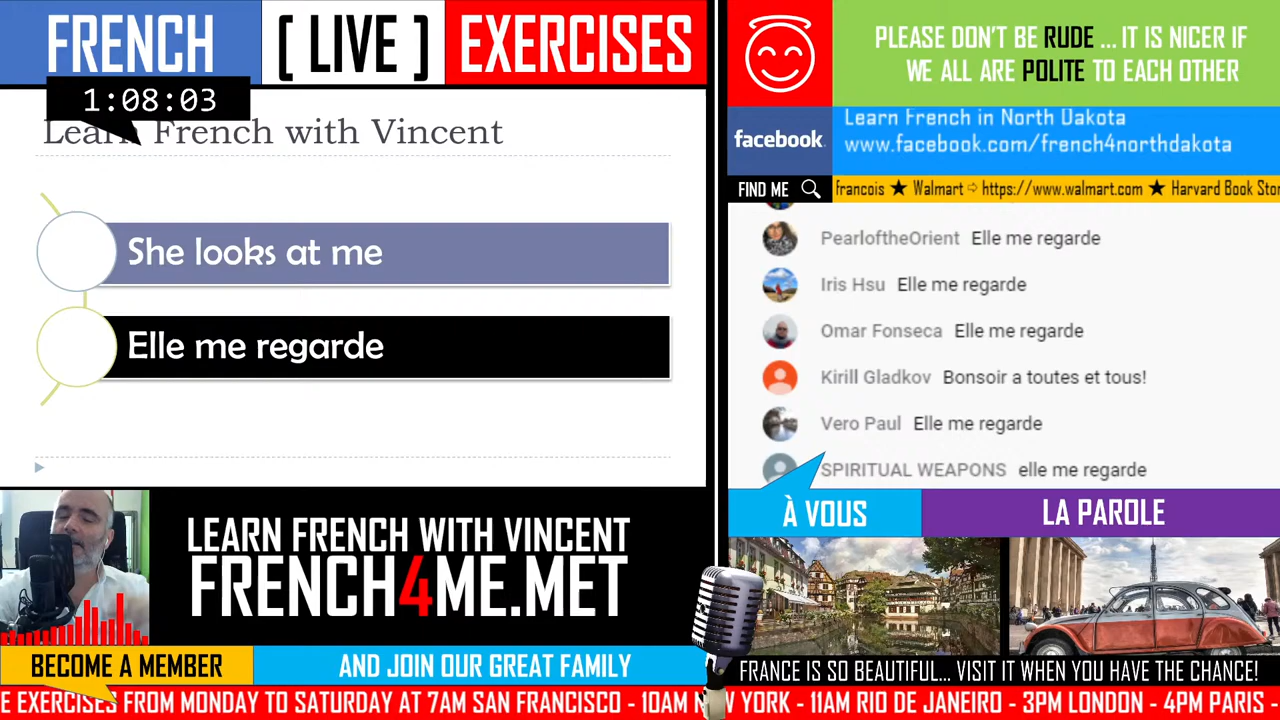 FRENCH
[ LIVE ]
EXERCISES
1:08:03
Learn French with Vincent
She looks at me
Elle me regarde
LEARN FRENCH WITH VINCENT
FRENCH4ME.MET
BECOME A MEMBER
AND JOIN OUR GREAT FAMILY
PLEASE DON'T BE RUDE ... IT IS NICER IF
WE ALL ARE POLITE TO EACH OTHER
facebook.
Learn French in North Dakota
www.facebook.com/french4northdakota
FIND ME
francois ★ Walmart ⇨ https://www.walmart.com ★ Harvard Book Stor
PearloftheOrient Elle me regarde
Iris Hsu Elle me regarde
Omar Fonseca Elle me regarde
Kirill Gladkov Bonsoir a toutes et tous!
Vero Paul Elle me regarde
SPIRITUAL WEAPONS elle me regarde
À VOUS
LA PAROLE
FRANCE IS SO BEAUTIFUL... VISIT IT WHEN YOU HAVE THE CHANCE!
E EXERCISES FROM MONDAY TO SATURDAY AT 7AM SAN FRANCISCO - 10AM NEW YORK - 11AM RIO DE JANEIRO - 3PM LONDON - 4PM PARIS -